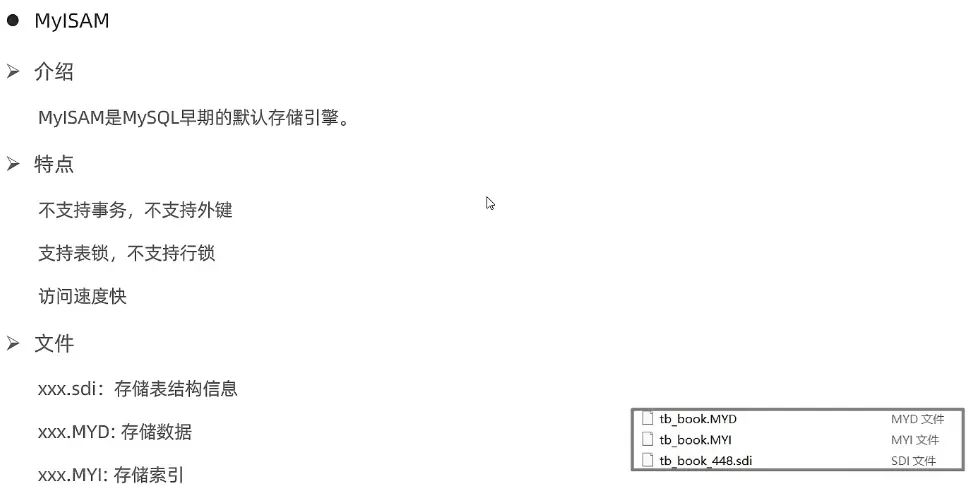 ● MyISAM
➢ 介绍
MyISAM是MySQL早期的默认存储引擎。
➢ 特点
不支持事务，不支持外键
支持表锁，不支持行锁
访问速度快
➢ 文件
xxx.sdi：存储表结构信息
xxx.MYD: 存储数据
xxx.MYI: 存储索引
tb_book.MYD MYD 文件
tb_book.MYI MYI 文件
tb_book_448.sdi SDI 文件